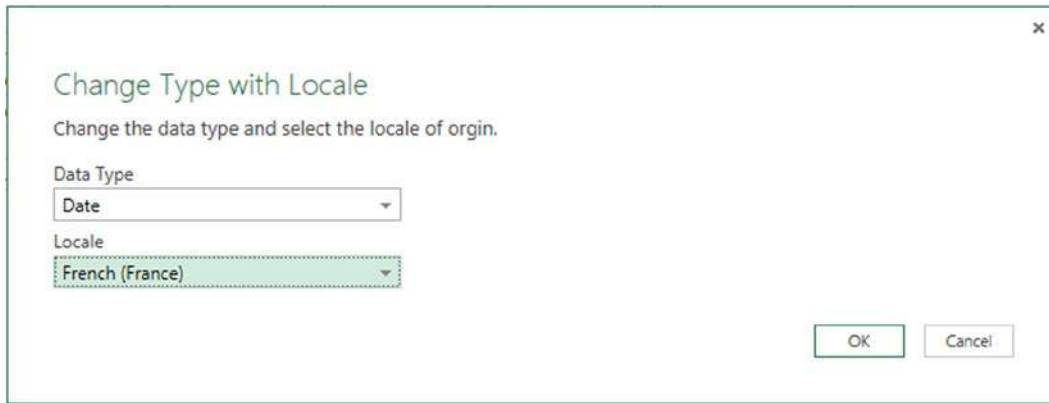 Change Type with Locale
Change the data type and select the locale of orgin.
Data Type
Date
Locale
French (France)
OK Cancel